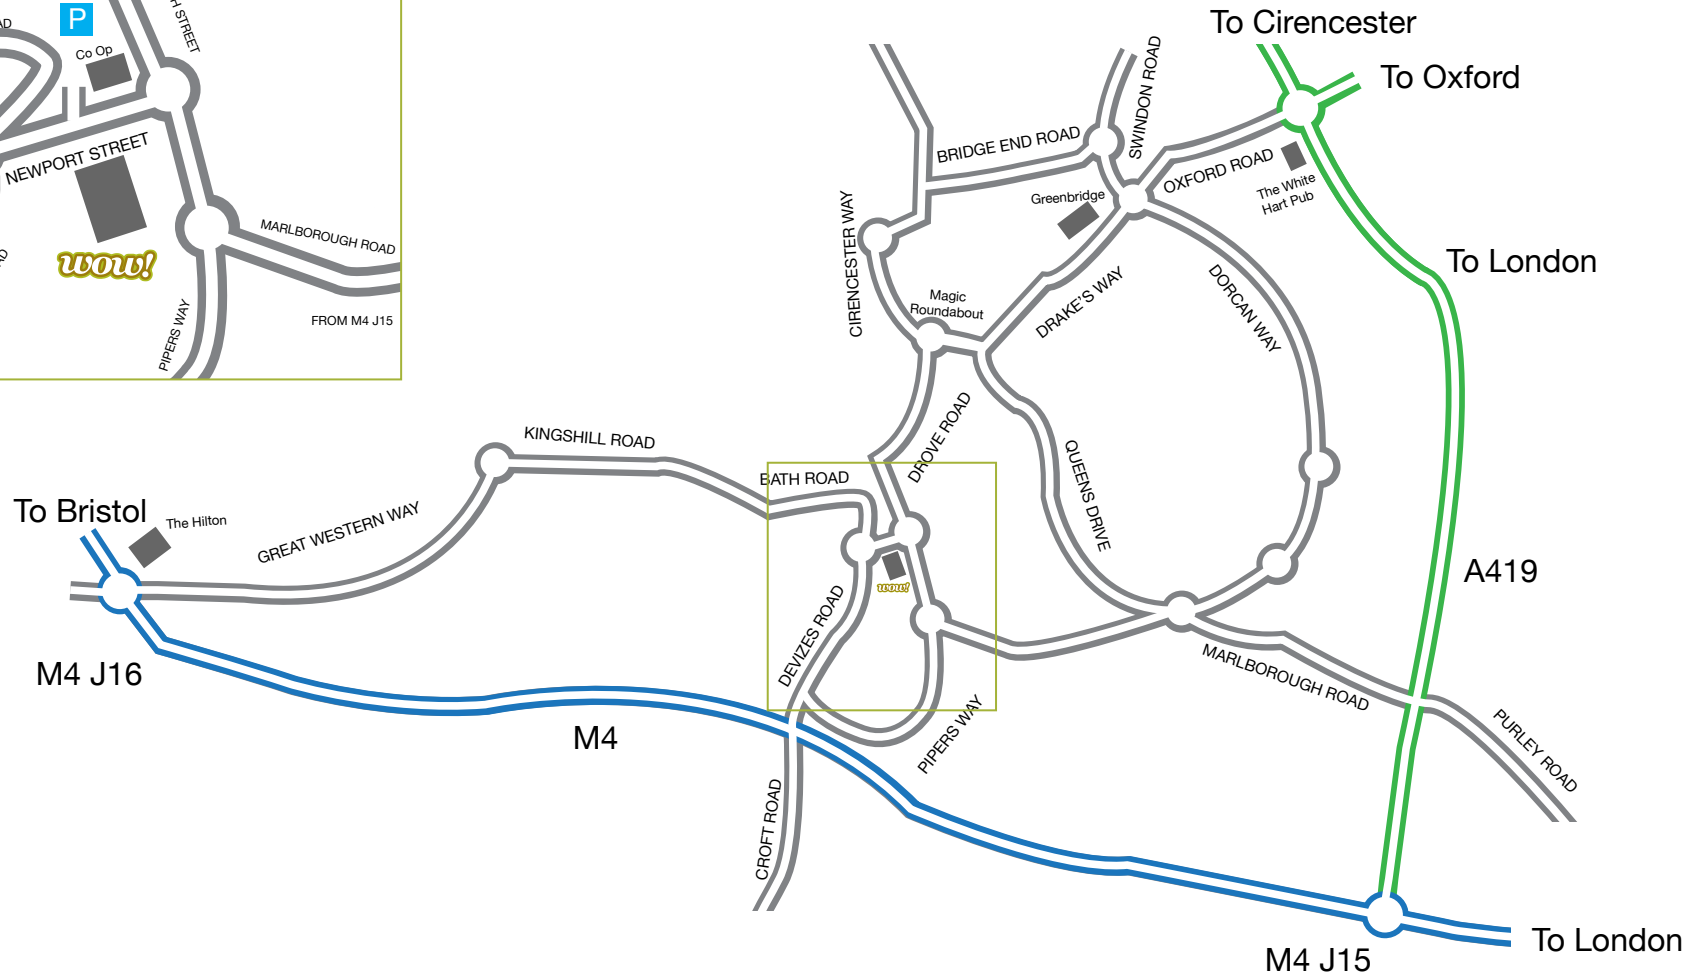 P
Co Op
NEWPORT STREET
wow!
MARLBOROUGH ROAD
PIPERS WAY
FROM M4 J15
To Cirencester
To Oxford
SWINDON ROAD
BRIDGE END ROAD
OXFORD ROAD
The White
Hart Pub
Greenbridge
CIRENCESTER WAY
To London
Magic
Roundabout
DRAKE'S WAY
DORCAN WAY
DROVE ROAD
KINGSHILL ROAD
BATH ROAD
QUEENS DRIVE
To Bristol
The Hilton
GREAT WESTERN WAY
A419
wow!
DEVIZES ROAD
M4 J16
MARLBOROUGH ROAD
M4
PIPERS WAY
PURLEY ROAD
CROFT ROAD
To London
M4 J15